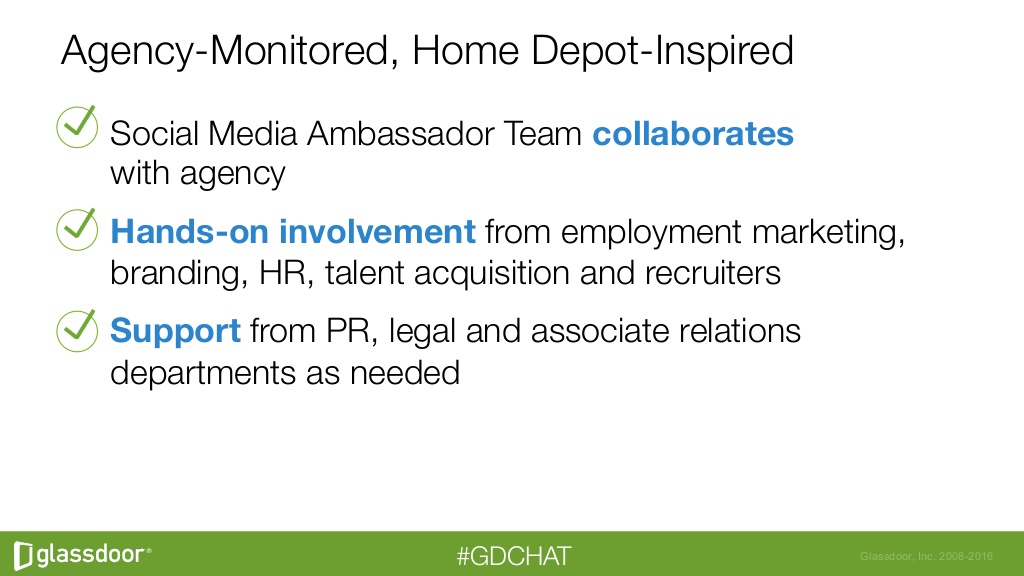 Agency-Monitored, Home Depot-Inspired
Social Media Ambassador Team collaborates
with agency
Hands-on involvement from employment marketing,
branding, HR, talent acquisition and recruiters
Support from PR, legal and associate relations
departments as needed
glassdoor®
#GDCHAT
Glassdoor, Inc. 2008-2016